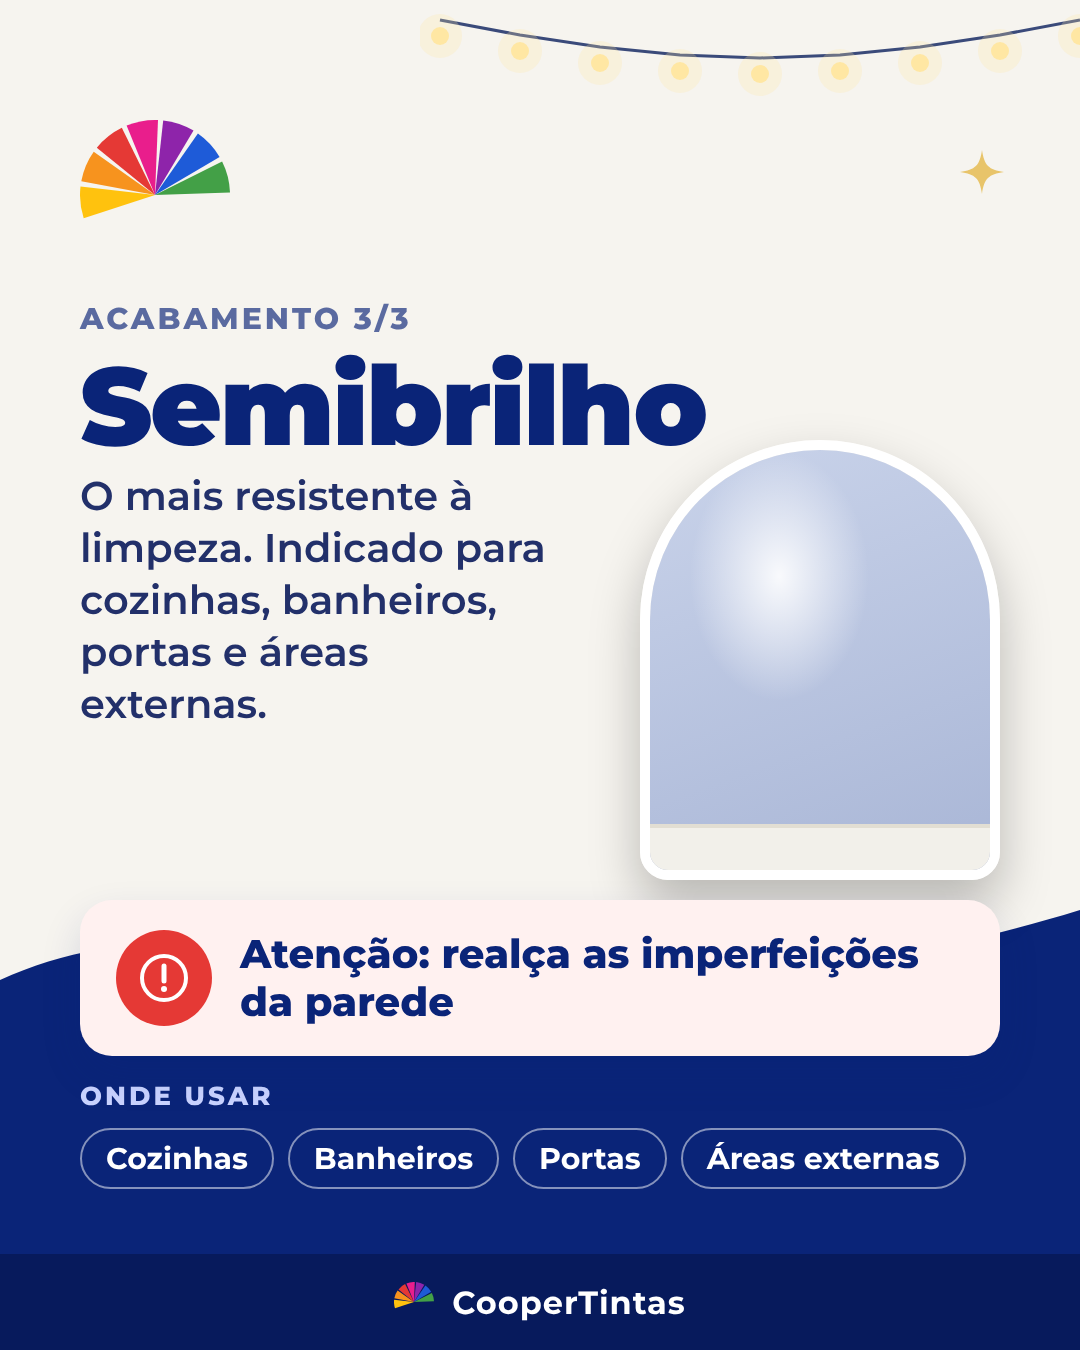 ACABAMENTO 3/3
Semibrilho
O mais resistente à
limpeza. Indicado para
cozinhas, banheiros,
portas e áreas
externas.
Atenção: realça as imperfeições
da parede
ONDE USAR
Cozinhas Banheiros Portas Áreas externas
CooperTintas